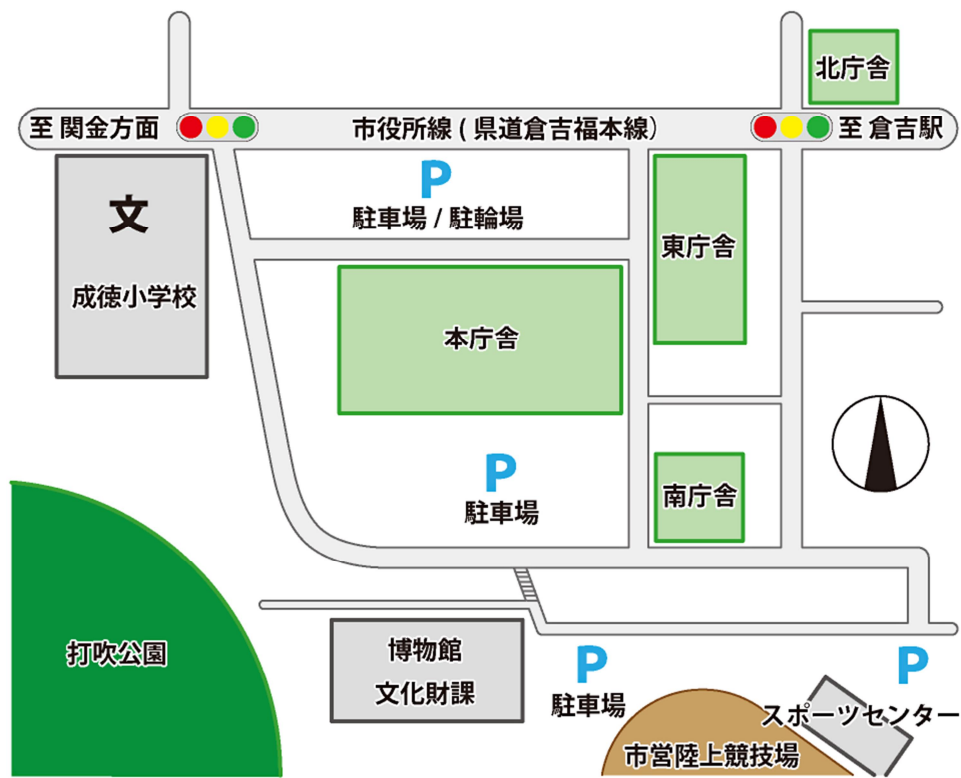 北庁舎
至 関金方面
市役所線 ( 県道倉吉福本線)
至 倉吉駅
P
駐車場 / 駐輪場
文
成徳小学校
東庁舎
本庁舎
P
駐車場
南庁舎
打吹公園
博物館
文化財課
P
駐車場
P
スポーツセンター
市営陸上競技場